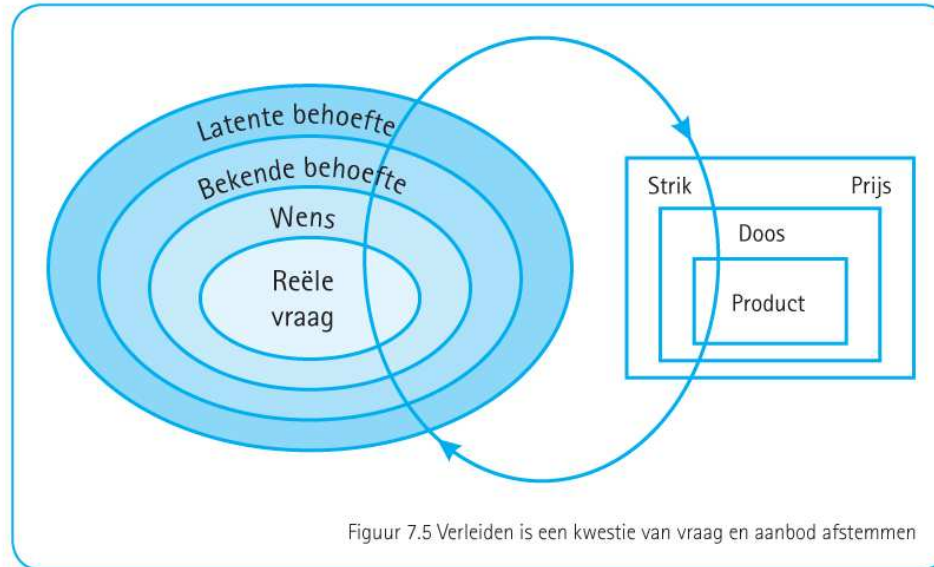 Latente behoefte
Bekende behoefte
Wens
Reële
vraag
Strik Prijs
Doos
Product
Figuur 7.5 Verleiden is een kwestie van vraag en aanbod afstemmen